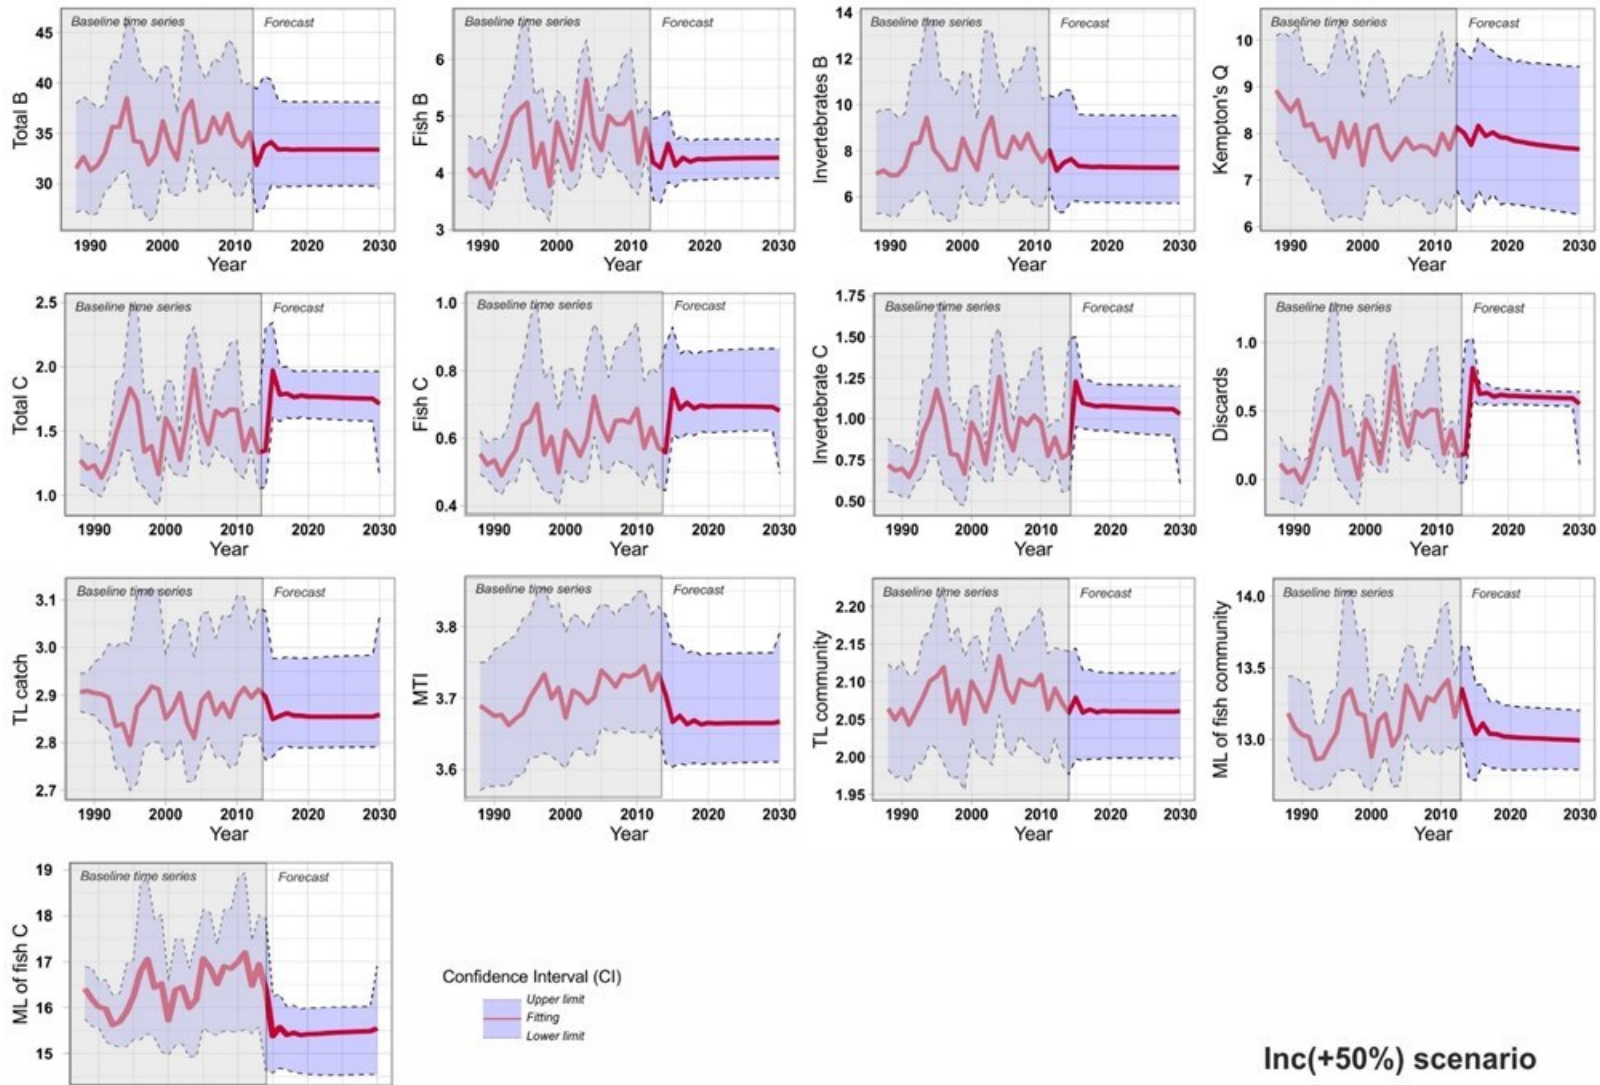 Baseline time series Forecast
45
40
35
30
Total B
1990 2000 2010 2020 2030
Year
Baseline time series Forecast
6
5
4
3
Fish B
1990 2000 2010 2020 2030
Year
Baseline time series Forecast
14
12
10
8
6
Invertebrates B
1990 2000 2010 2020 2030
Year
Baseline time series Forecast
10
9
8
7
6
Kempton's Q
1990 2000 2010 2020 2030
Year
Baseline time series Forecast
2.5
2.0
1.5
1.0
Total C
1990 2000 2010 2020 2030
Year
Baseline time series Forecast
1.0
0.8
0.6
0.4
Fish C
1990 2000 2010 2020 2030
Year
Baseline time series Forecast
1.75
1.50
1.25
1.00
0.75
0.50
Invertebrate C
1990 2000 2010 2020 2030
Year
Baseline time series Forecast
1.0
0.5
0.0
Discards
1990 2000 2010 2020 2030
Year
Baseline time series Forecast
3.1
3.0
2.9
2.8
2.7
TL catch
1990 2000 2010 2020 2030
Year
Baseline time series Forecast
3.8
3.7
3.6
MTI
1990 2000 2010 2020 2030
Year
Baseline time series Forecast
2.20
2.15
2.10
2.05
2.00
1.95
TL community
1990 2000 2010 2020 2030
Year
Baseline time series Forecast
14.0
13.5
13.0
ML of fish community
1990 2000 2010 2020 2030
Year
Baseline time series Forecast
19
18
17
16
15
ML of fish C
Confidence Interval (CI)
Upper limit
Fitting
Lower limit
Inc(+50%) scenario